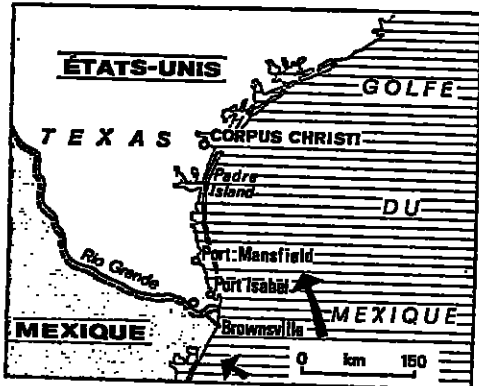 ÉTATS-UNIS
GOLFE
TEXAS
CORPUS CHRISTI
Padre
Island
DU
Port-Mansfield
Rio Grande
Port Isabel
MEXIQUE
MEXIQUE
Brownsville
0 km 150